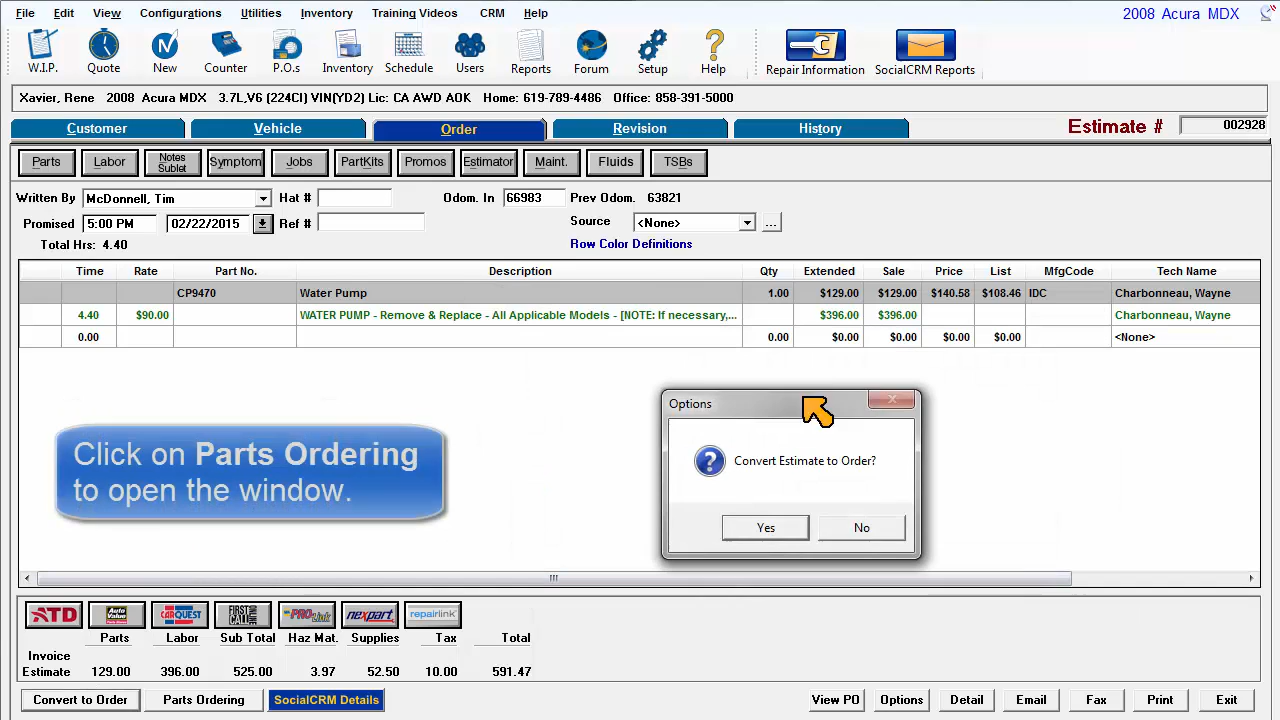 File Edit View Configurations Utilities Inventory Training Videos CRM Help 2008 Acura MDX
W.I.P. Quote New Counter P.O.s Inventory Schedule Users Reports Forum Setup Help Repair Information SocialCRM Reports
Xavier, Rene 2008 Acura MDX 3.7L,V6 (224CI) VIN(YD2) Lic: CA AWD AOK Home: 619-789-4486 Office: 858-391-5000
Customer Vehicle Order Revision History Estimate # 002928
Parts Labor Notes Sublet Symptom Jobs PartKits Promos Estimator Maint. Fluids TSBs
Written By McDonnell, Tim Hat # Odom. In 66983 Prev Odom. 63821
Promised 5:00 PM 02/22/2015 Ref # Source <None> ...
Total Hrs: 4.40 Row Color Definitions
Time Rate Part No. Description Qty Extended Sale Price List MfgCode Tech Name
CP9470 Water Pump 1.00 $129.00 $129.00 $140.58 $108.46 IDC Charbonneau, Wayne
4.40 $90.00 WATER PUMP - Remove & Replace - All Applicable Models - [NOTE: If necessary,... $396.00 $396.00 Charbonneau, Wayne
0.00 0.00 $0.00 $0.00 $0.00 $0.00 <None>
Options
Click on Parts Ordering
to open the window.
Convert Estimate to Order?
Yes No
ATD Auto Value CARQUEST FIRST CALL PROLink nexpart repairlink
Parts Labor Sub Total Haz Mat. Supplies Tax Total
Invoice
Estimate 129.00 396.00 525.00 3.97 52.50 10.00 591.47
Convert to Order Parts Ordering SocialCRM Details View PO Options Detail Email Fax Print Exit